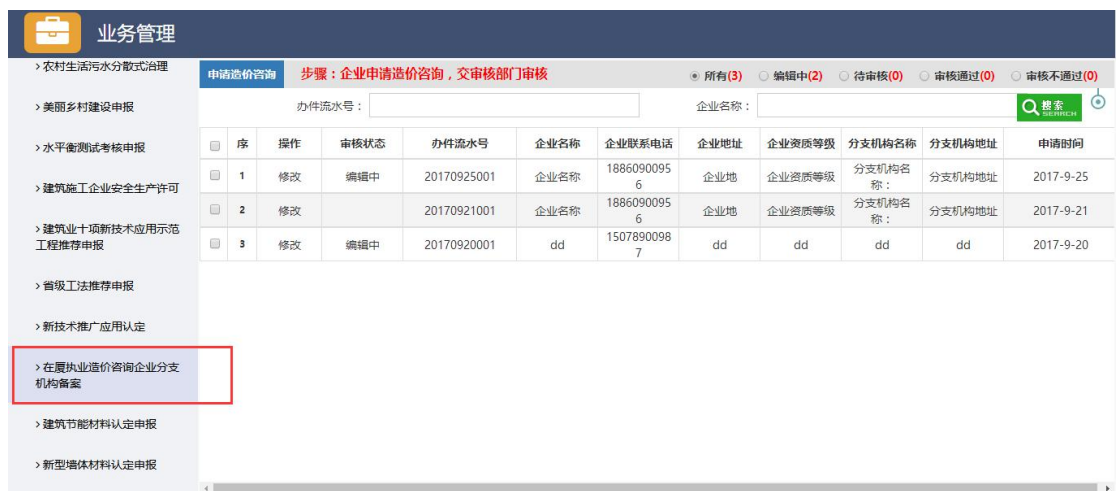 业务管理
>农村生活污水分散式治理
>美丽乡村建设申报
>水平衡测试考核申报
>建筑施工企业安全生产许可
>建筑业十项新技术应用示范
工程推荐申报
>省级工法推荐申报
>新技术推广应用认定
>在厦执业造价咨询企业分支
机构备案
>建筑节能材料认定申报
>新型墙体材料认定申报
申请造价咨询 步骤：企业申请造价咨询，交审核部门审核 所有(3) 编辑中(2) 待审核(0) 审核通过(0) 审核不通过(0)
办件流水号： 企业名称： 搜索 SEARCH
序 操作 审核状态 办件流水号 企业名称 企业联系电话 企业地址 企业资质等级 分支机构名称 分支机构地址 申请时间
1 修改 编辑中 20170925001 企业名称 1886090095 企业地 企业资质等级 分支机构名 分支机构地址 2017-9-25
6 称：
2 修改 20170921001 企业名称 1886090095 企业地 企业资质等级 分支机构名 分支机构地址 2017-9-21
6 称：
3 修改 编辑中 20170920001 dd 1507890098 dd dd dd dd 2017-9-20
7